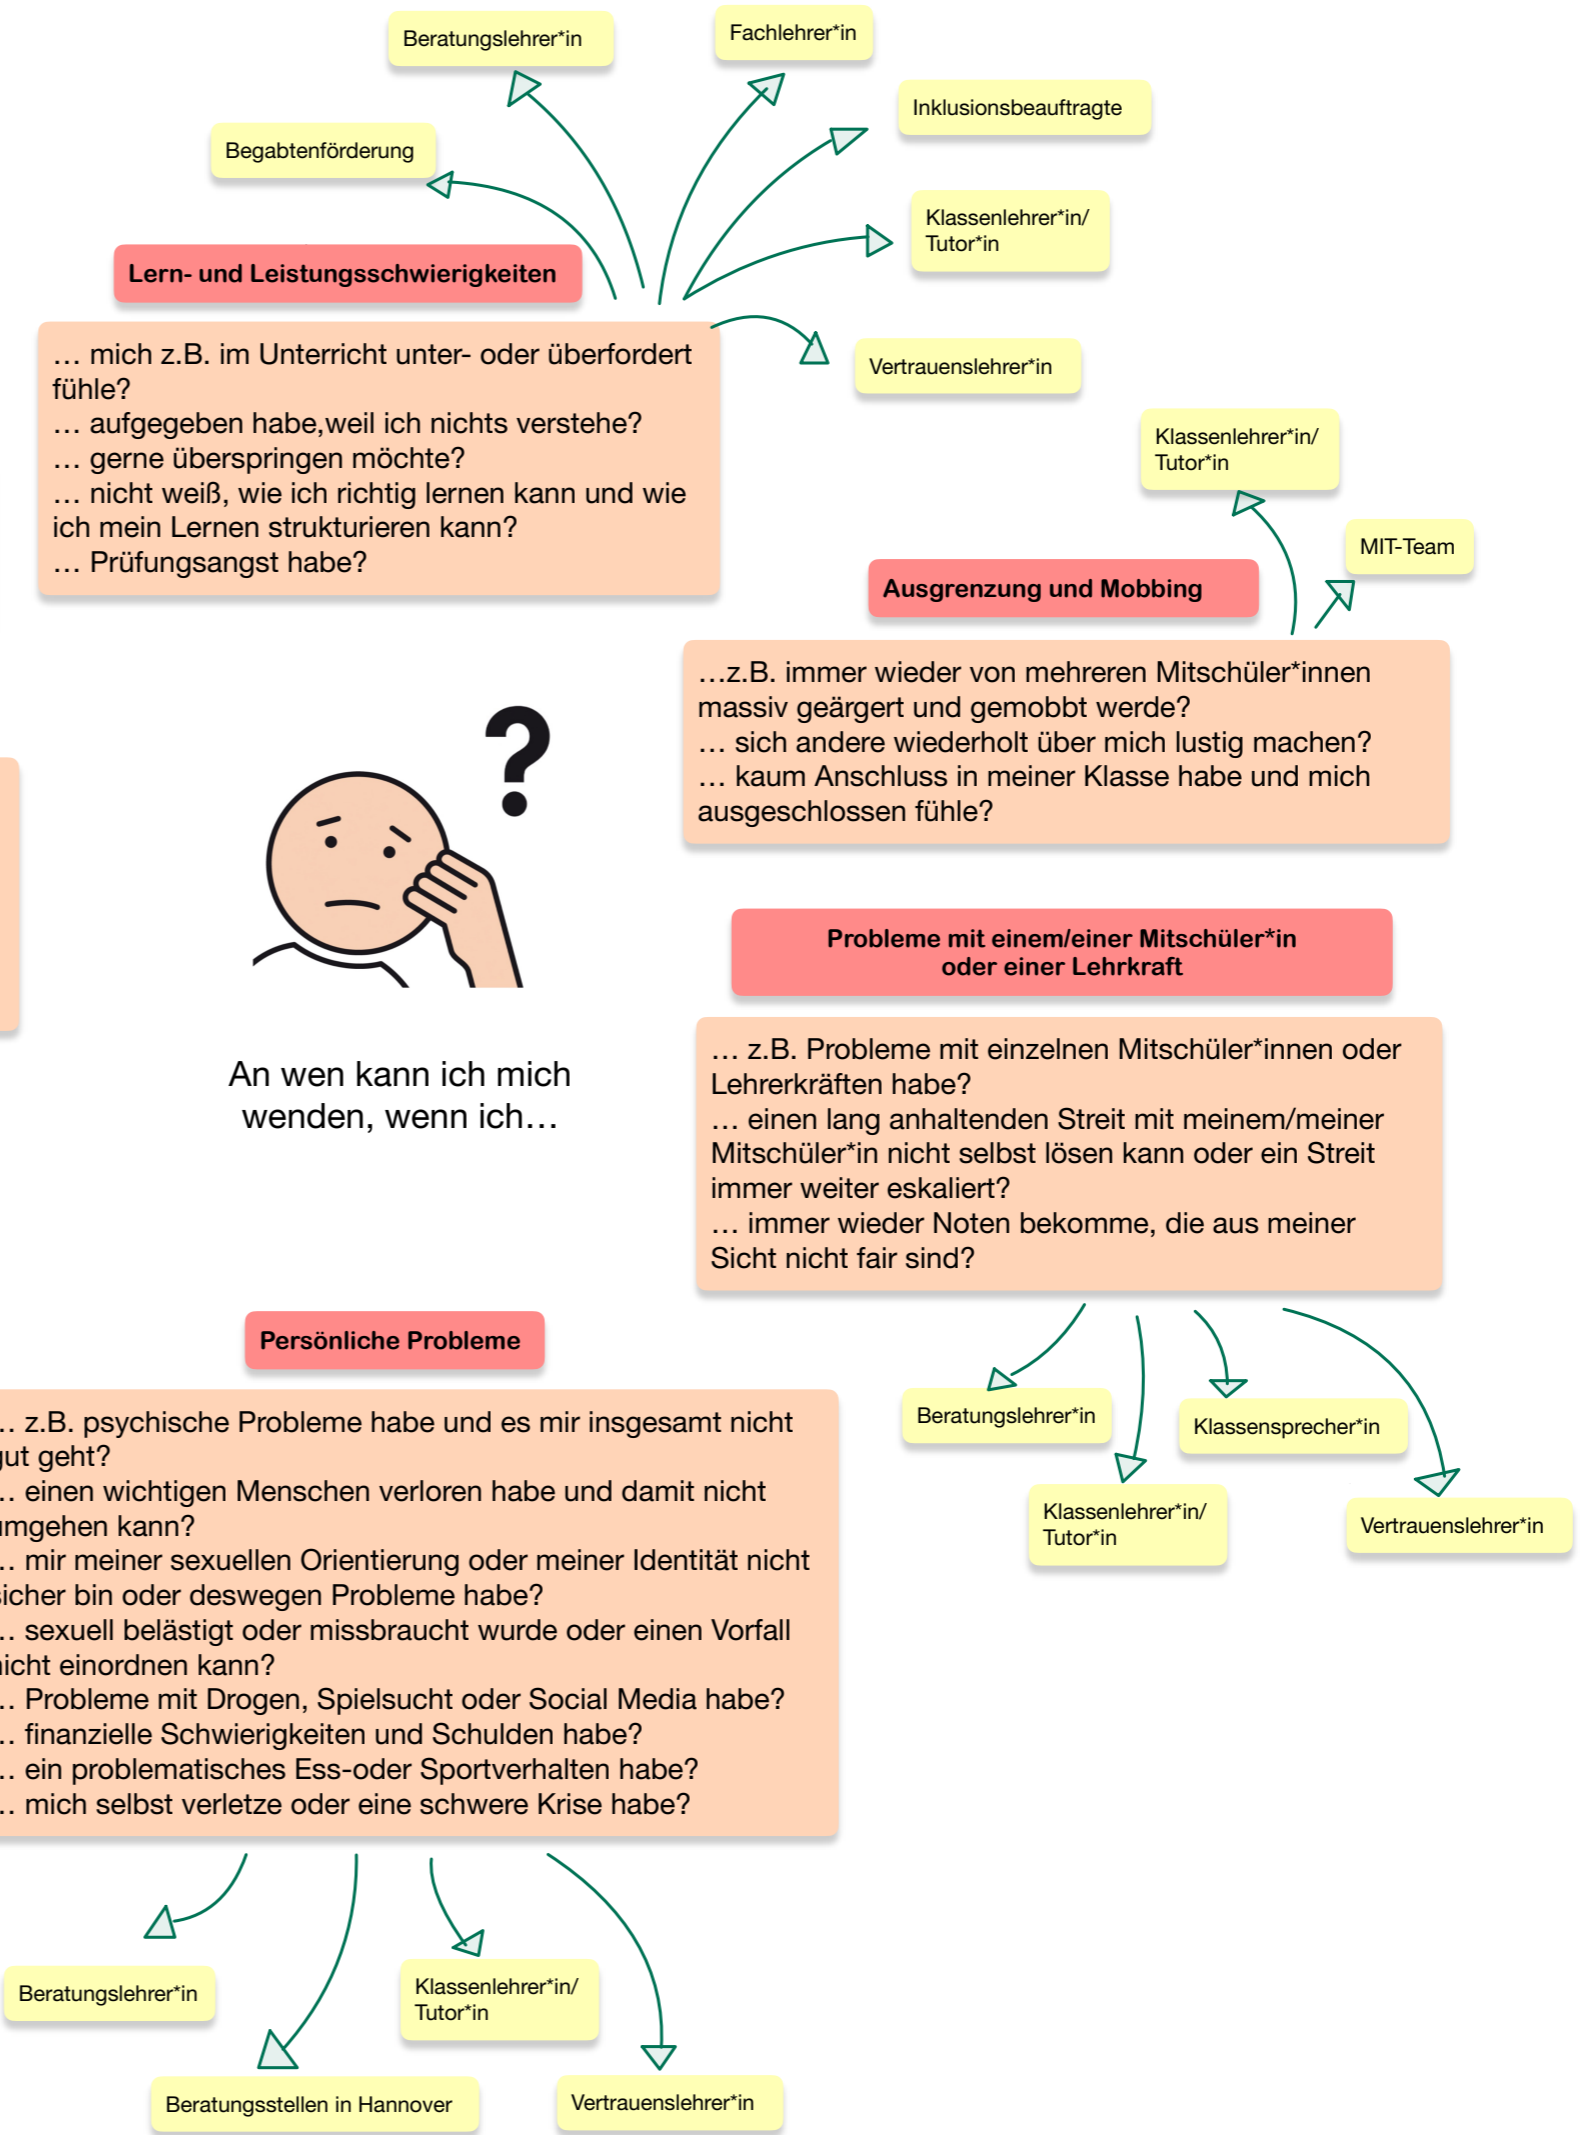 Beratungslehrer*in
Fachlehrer*in
Inklusionsbeauftragte
Begabtenförderung
Klassenlehrer*in/
Tutor*in
Lern- und Leistungsschwierigkeiten
… mich z.B. im Unterricht unter- oder überfordert
fühle?
… aufgegeben habe,weil ich nichts verstehe?
… gerne überspringen möchte?
… nicht weiß, wie ich richtig lernen kann und wie
ich mein Lernen strukturieren kann?
… Prüfungsangst habe?
Vertrauenslehrer*in
Klassenlehrer*in/
Tutor*in
MIT-Team
Ausgrenzung und Mobbing
…z.B. immer wieder von mehreren Mitschüler*innen
massiv geärgert und gemobbt werde?
… sich andere wiederholt über mich lustig machen?
… kaum Anschluss in meiner Klasse habe und mich
ausgeschlossen fühle?
?
An wen kann ich mich
wenden, wenn ich…
Probleme mit einem/einer Mitschüler*in
oder einer Lehrkraft
… z.B. Probleme mit einzelnen Mitschüler*innen oder
Lehrerkräften habe?
… einen lang anhaltenden Streit mit meinem/meiner
Mitschüler*in nicht selbst lösen kann oder ein Streit
immer weiter eskaliert?
… immer wieder Noten bekomme, die aus meiner
Sicht nicht fair sind?
Beratungslehrer*in
Klassensprecher*in
Klassenlehrer*in/
Tutor*in
Vertrauenslehrer*in
Persönliche Probleme
.. z.B. psychische Probleme habe und es mir insgesamt nicht
gut geht?
.. einen wichtigen Menschen verloren habe und damit nicht
umgehen kann?
.. mir meiner sexuellen Orientierung oder meiner Identität nicht
sicher bin oder deswegen Probleme habe?
.. sexuell belästigt oder missbraucht wurde oder einen Vorfall
nicht einordnen kann?
.. Probleme mit Drogen, Spielsucht oder Social Media habe?
.. finanzielle Schwierigkeiten und Schulden habe?
.. ein problematisches Ess-oder Sportverhalten habe?
.. mich selbst verletze oder eine schwere Krise habe?
Beratungslehrer*in
Klassenlehrer*in/
Tutor*in
Beratungsstellen in Hannover
Vertrauenslehrer*in